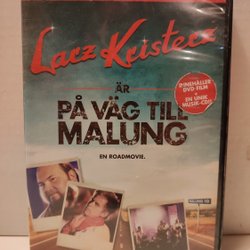 Larz Kristerz
ÄR
PÅ VÄG TILL
MALUNG
EN ROADMOVIE.
INNEHÅLLER
DVD-FILM
+
EN UNIK
MUSIK-CD!